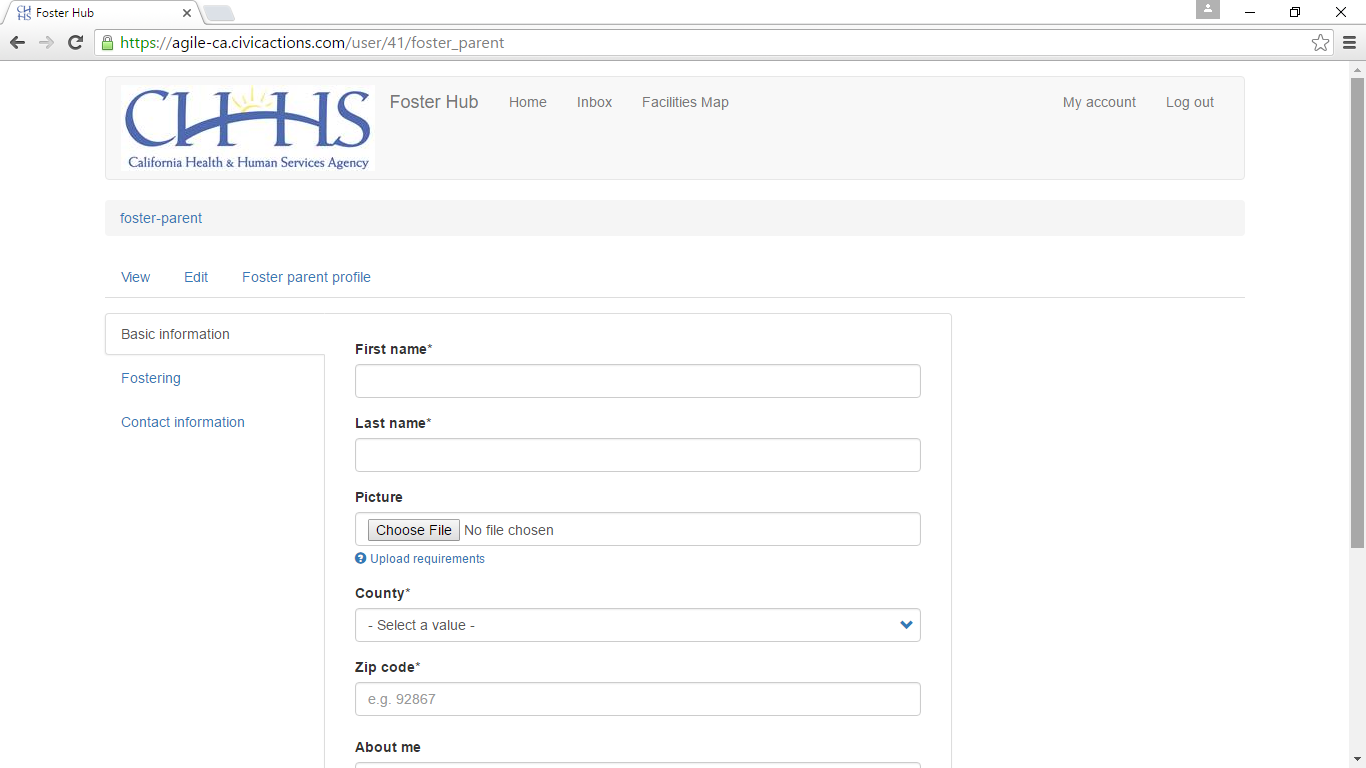 Foster Hub
https://agile-ca.civicactions.com/user/41/foster_parent
CHHS
California Health & Human Services Agency
Foster Hub Home Inbox Facilities Map My account Log out
foster-parent
View Edit Foster parent profile
Basic information
Fostering
Contact information
First name*
Last name*
Picture
Choose File No file chosen
Upload requirements
County*
- Select a value -
Zip code*
e.g. 92867
About me